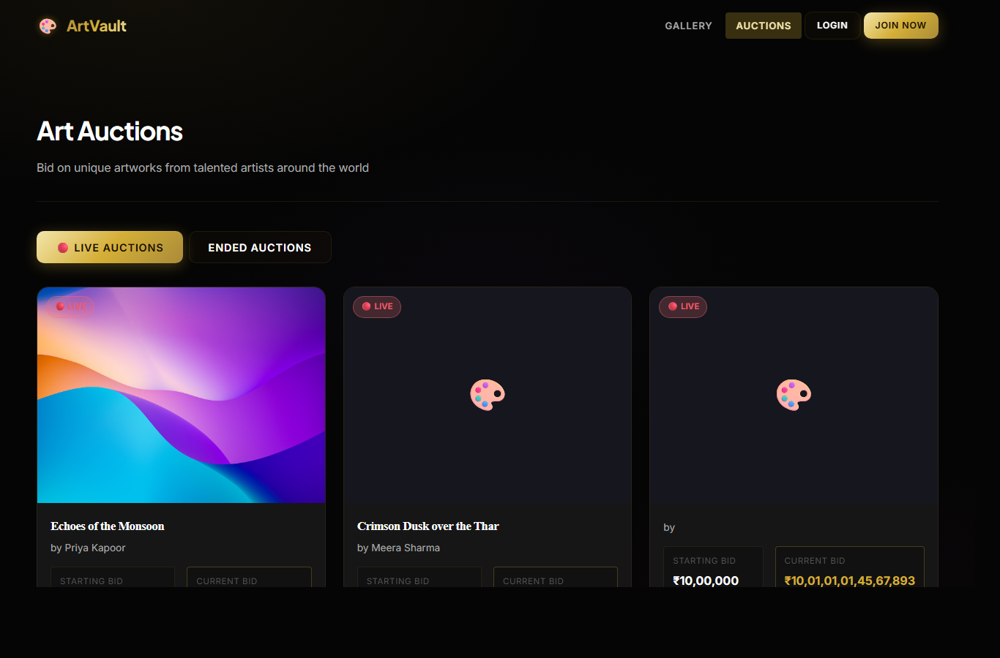 ArtVault
GALLERY AUCTIONS LOGIN JOIN NOW
Art Auctions
Bid on unique artworks from talented artists around the world
LIVE AUCTIONS ENDED AUCTIONS
LIVE LIVE LIVE
Echoes of the Monsoon
by Priya Kapoor
STARTING BID CURRENT BID
Crimson Dusk over the Thar
by Meera Sharma
STARTING BID CURRENT BID
by
STARTING BID CURRENT BID
₹10,00,000 ₹10,01,01,01,45,67,893